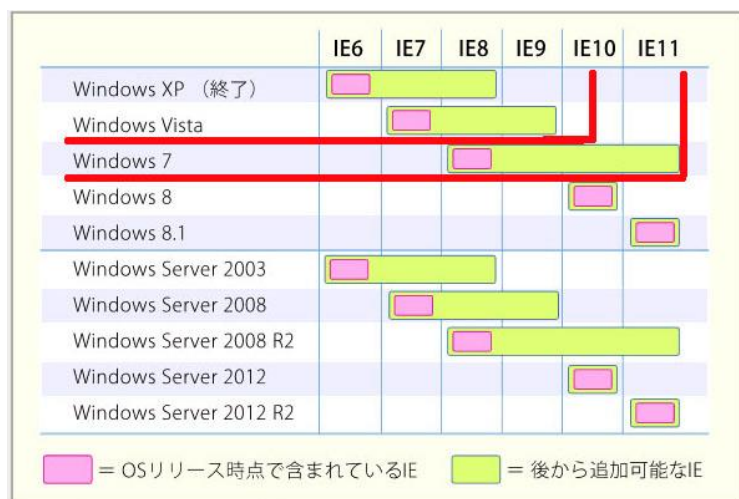 IE6 IE7 IE8 IE9 IE10 IE11
Windows XP （終了）
Windows Vista
Windows 7
Windows 8
Windows 8.1
Windows Server 2003
Windows Server 2008
Windows Server 2008 R2
Windows Server 2012
Windows Server 2012 R2
= OSリリース時点で含まれているIE = 後から追加可能なIE